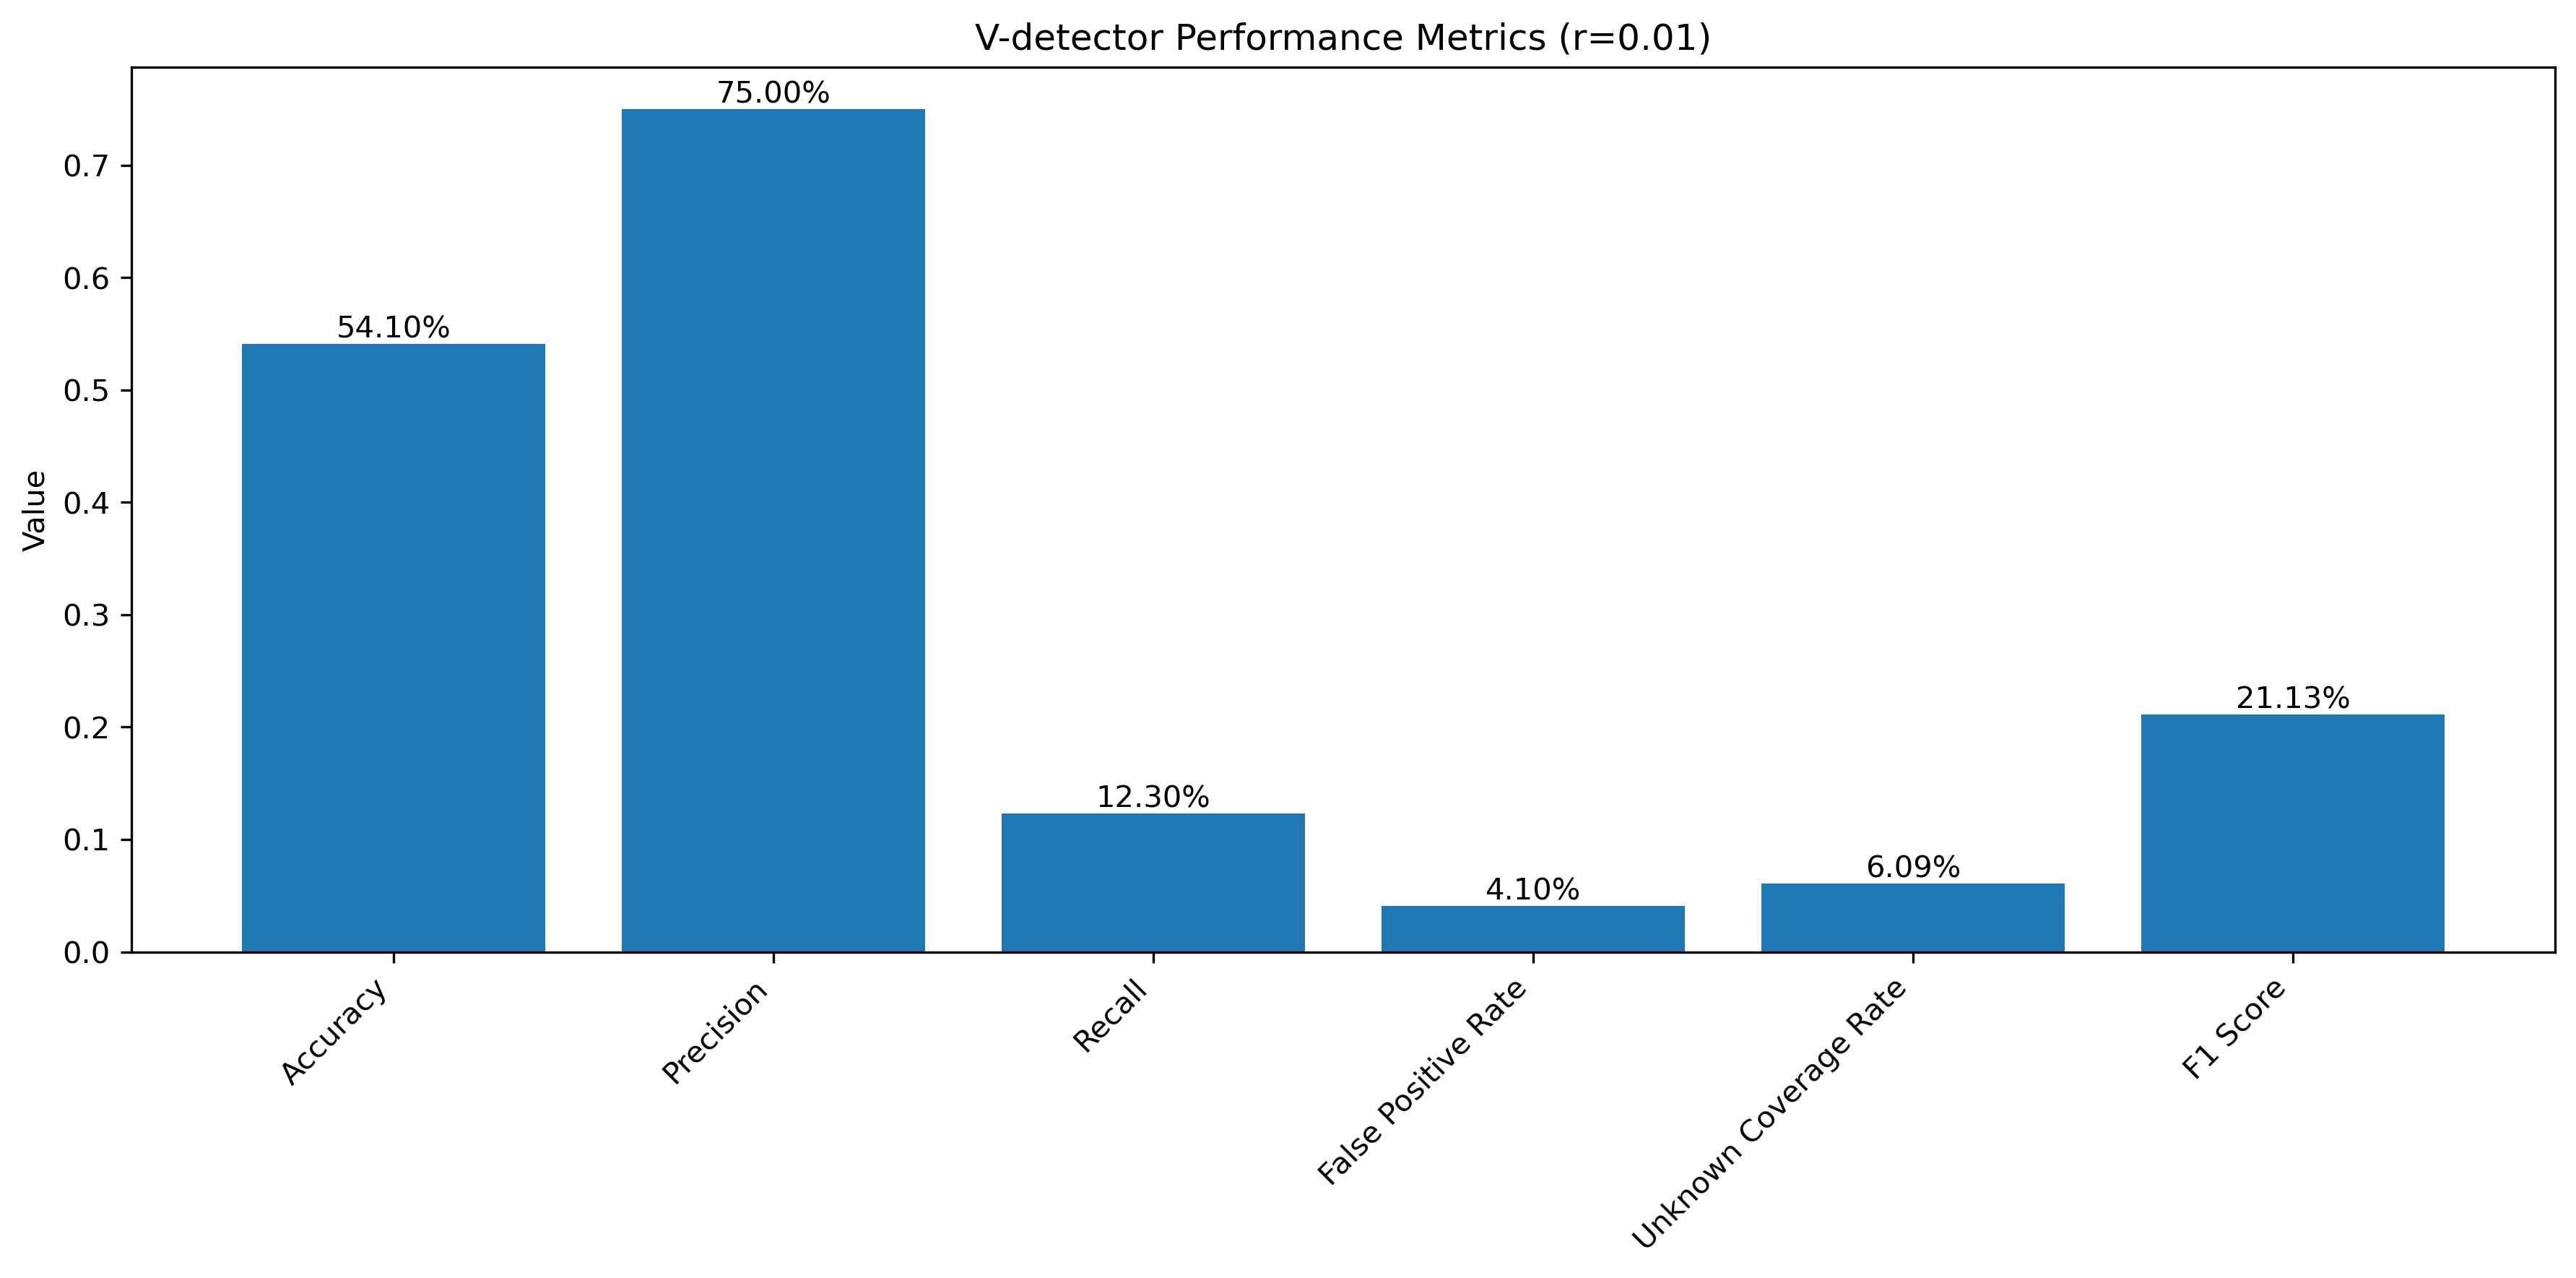 V-detector Performance Metrics (r=0.01)
Value
0.7
0.6
0.5
0.4
0.3
0.2
0.1
0.0
54.10%
75.00%
12.30%
4.10%
6.09%
21.13%
Accuracy
Precision
Recall
False Positive Rate
Unknown Coverage Rate
F1 Score